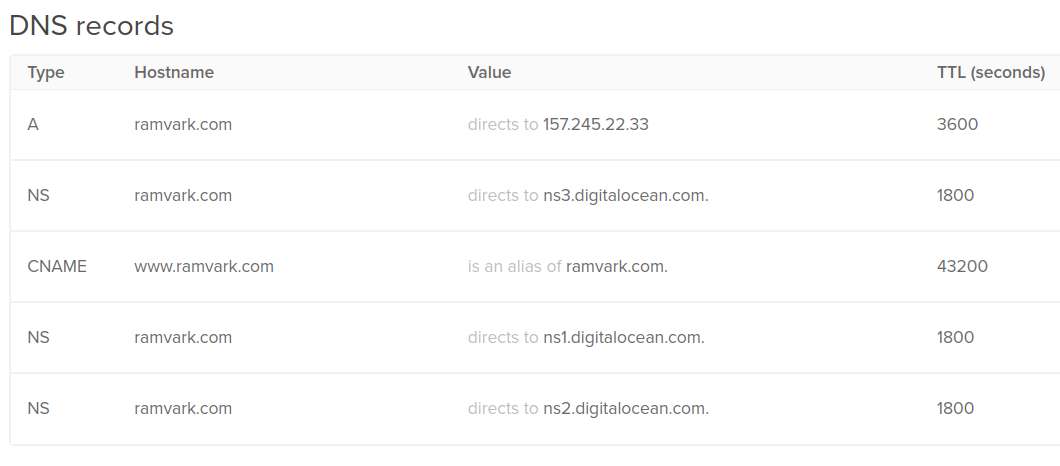 DNS records
Type Hostname Value TTL (seconds)
A ramvark.com directs to 157.245.22.33 3600
NS ramvark.com directs to ns3.digitalocean.com. 1800
CNAME www.ramvark.com is an alias of ramvark.com. 43200
NS ramvark.com directs to ns1.digitalocean.com. 1800
NS ramvark.com directs to ns2.digitalocean.com. 1800